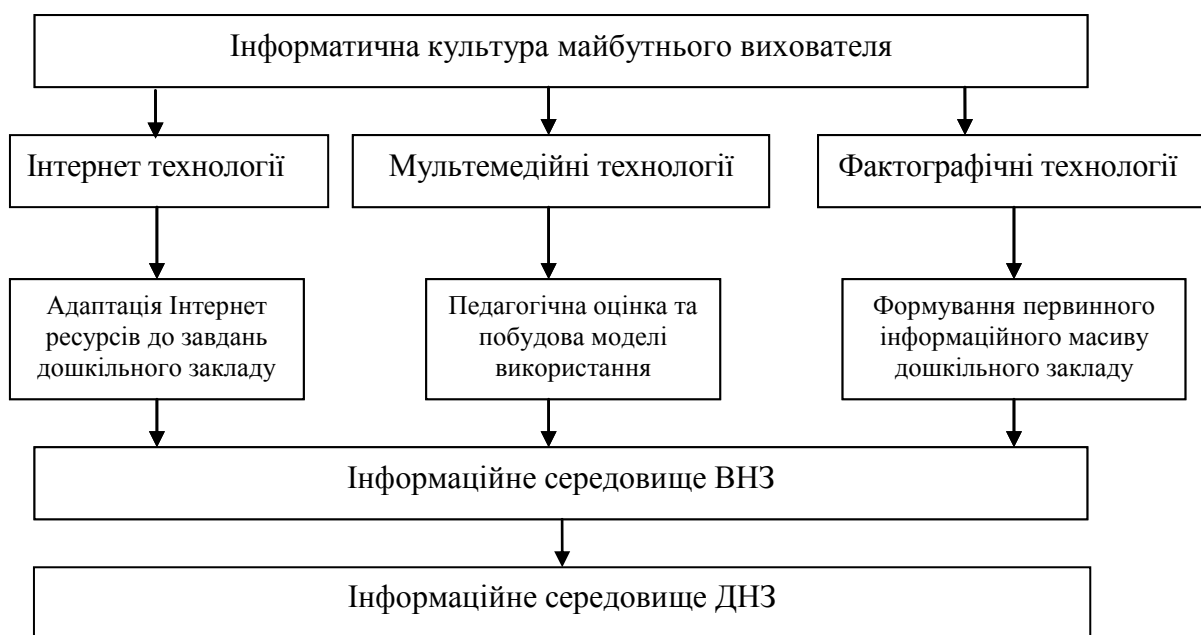 Інформатична культура майбутнього вихователя
Інтернет технології
Мультемедійні технології
Фактографічні технології
Адаптація Інтернет
ресурсів до завдань
дошкільного закладу
Педагогічна оцінка та
побудова моделі
використання
Формування первинного
інформаційного масиву
дошкільного закладу
Інформаційне середовище ВНЗ
Інформаційне середовище ДНЗ